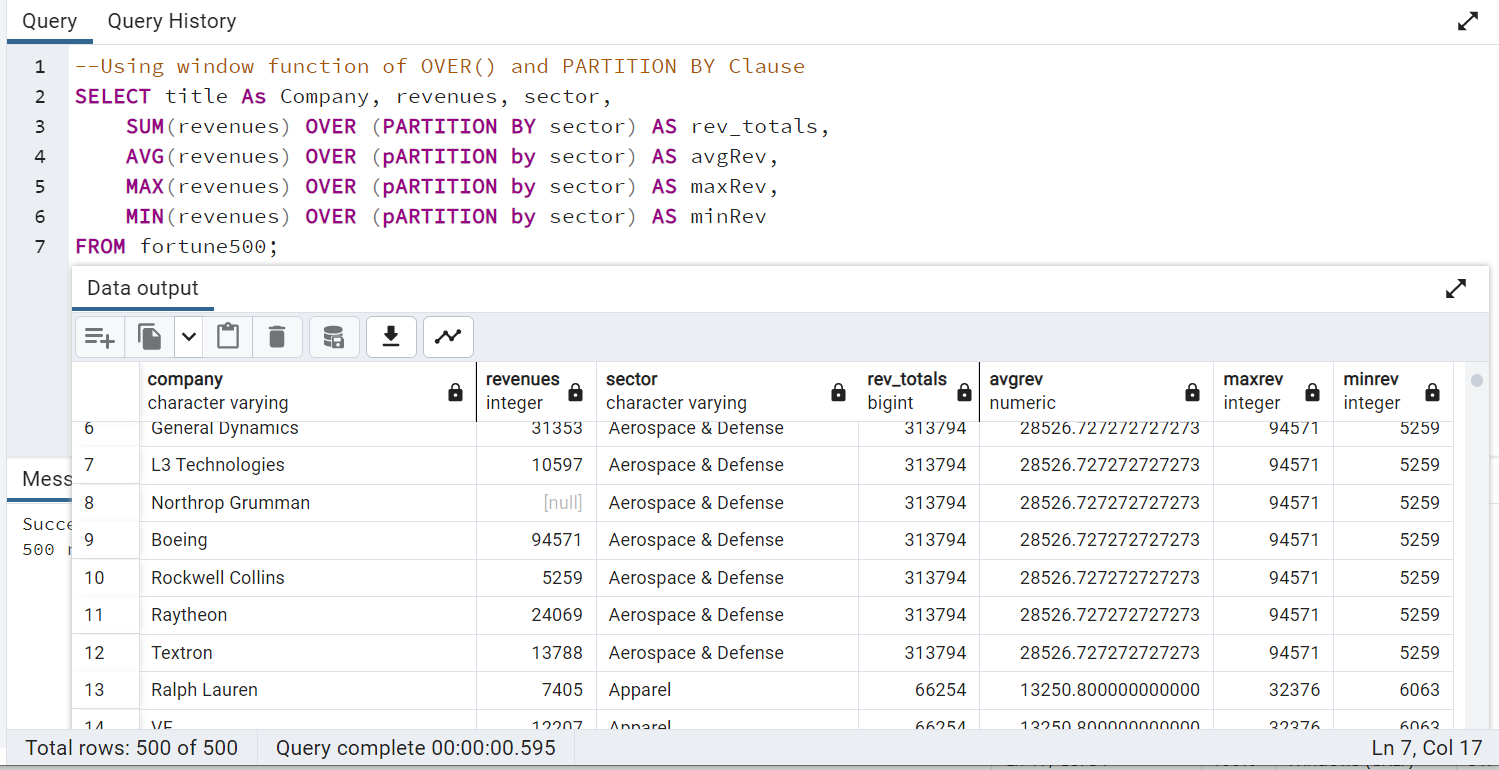 Query Query History
1 --Using window function of OVER() and PARTITION BY Clause
2 SELECT title As Company, revenues, sector,
3 SUM(revenues) OVER (PARTITION BY sector) AS rev_totals,
4 AVG(revenues) OVER (pARTITION by sector) AS avgRev,
5 MAX(revenues) OVER (pARTITION by sector) AS maxRev,
6 MIN(revenues) OVER (pARTITION by sector) AS minRev
7 FROM fortune500;
Data output
company revenues sector rev_totals avgrev maxrev minrev
character varying integer character varying bigint numeric integer integer
6 General Dynamics 31353 Aerospace & Defense 313794 28526.727272727273 94571 5259
7 L3 Technologies 10597 Aerospace & Defense 313794 28526.727272727273 94571 5259
Mess
8 Northrop Grumman [null] Aerospace & Defense 313794 28526.727272727273 94571 5259
Succe
9 Boeing 94571 Aerospace & Defense 313794 28526.727272727273 94571 5259
500 r
10 Rockwell Collins 5259 Aerospace & Defense 313794 28526.727272727273 94571 5259
11 Raytheon 24069 Aerospace & Defense 313794 28526.727272727273 94571 5259
12 Textron 13788 Aerospace & Defense 313794 28526.727272727273 94571 5259
13 Ralph Lauren 7405 Apparel 66254 13250.800000000000 32376 6063
14 VF 12207 Apparel 66254 13250.800000000000 32376 6063
Total rows: 500 of 500 Query complete 00:00:00.595 Ln 7, Col 17